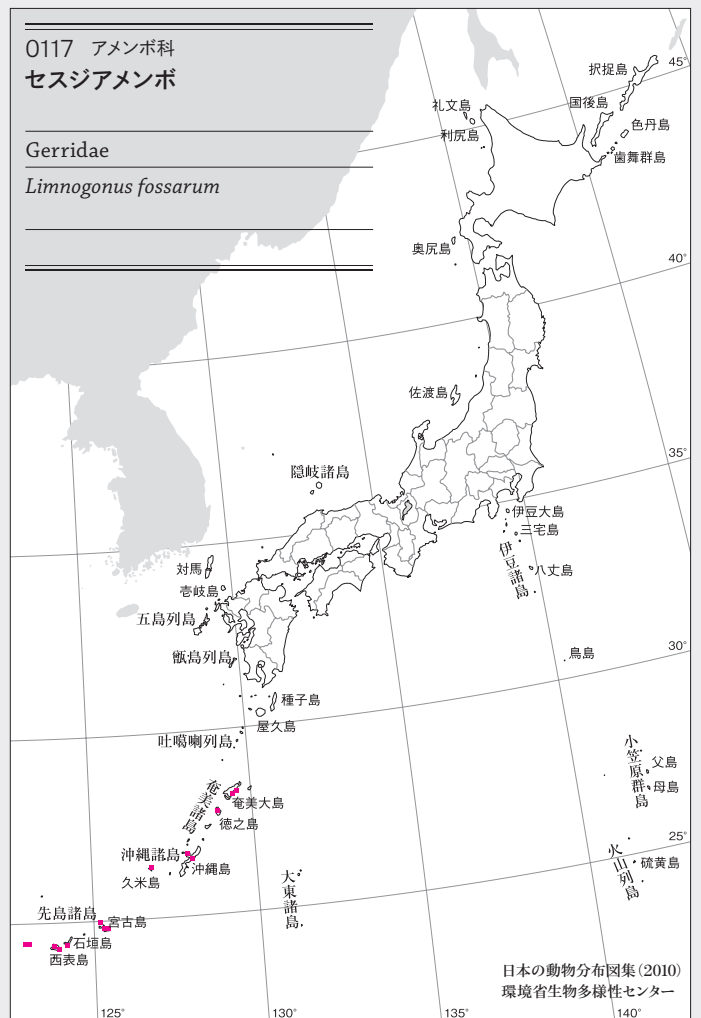 0117 アメンボ科
セスジアメンボ
Gerridae
Limnogonus fossarum
45°
択捉島
国後島
礼文島
色丹島
利尻島
歯舞群島
奥尻島
40°
佐渡島
35°
隠岐諸島
伊豆大島
三宅島
伊豆諸島
八丈島
対馬
壱岐島
五島列島
甑島列島
鳥島
30°
種子島
屋久島
吐噶喇列島
小笠原群島
父島
母島
奄美諸島
奄美大島
徳之島
25°
沖縄諸島
沖縄島
久米島
火山列島
硫黄島
大東諸島
先島諸島
宮古島
石垣島
西表島
日本の動物分布図集(2010)
環境省生物多様性センター
125°
130°
135°
140°